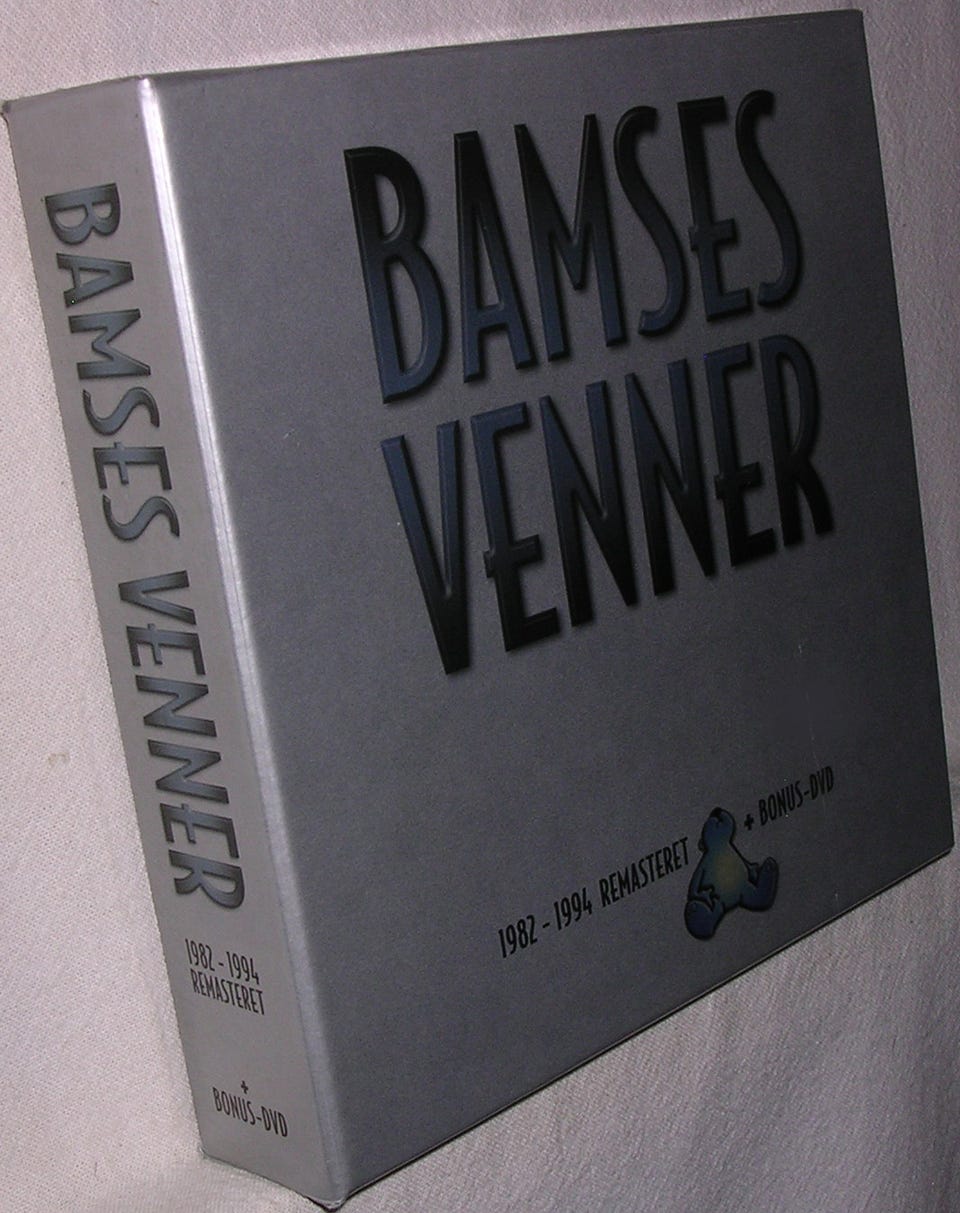 BAMSES
VENNER
1982 - 1994 REMASTERET + BONUS-DVD
BAMSES VENNER
1982 - 1994
REMASTERET
+
BONUS-DVD